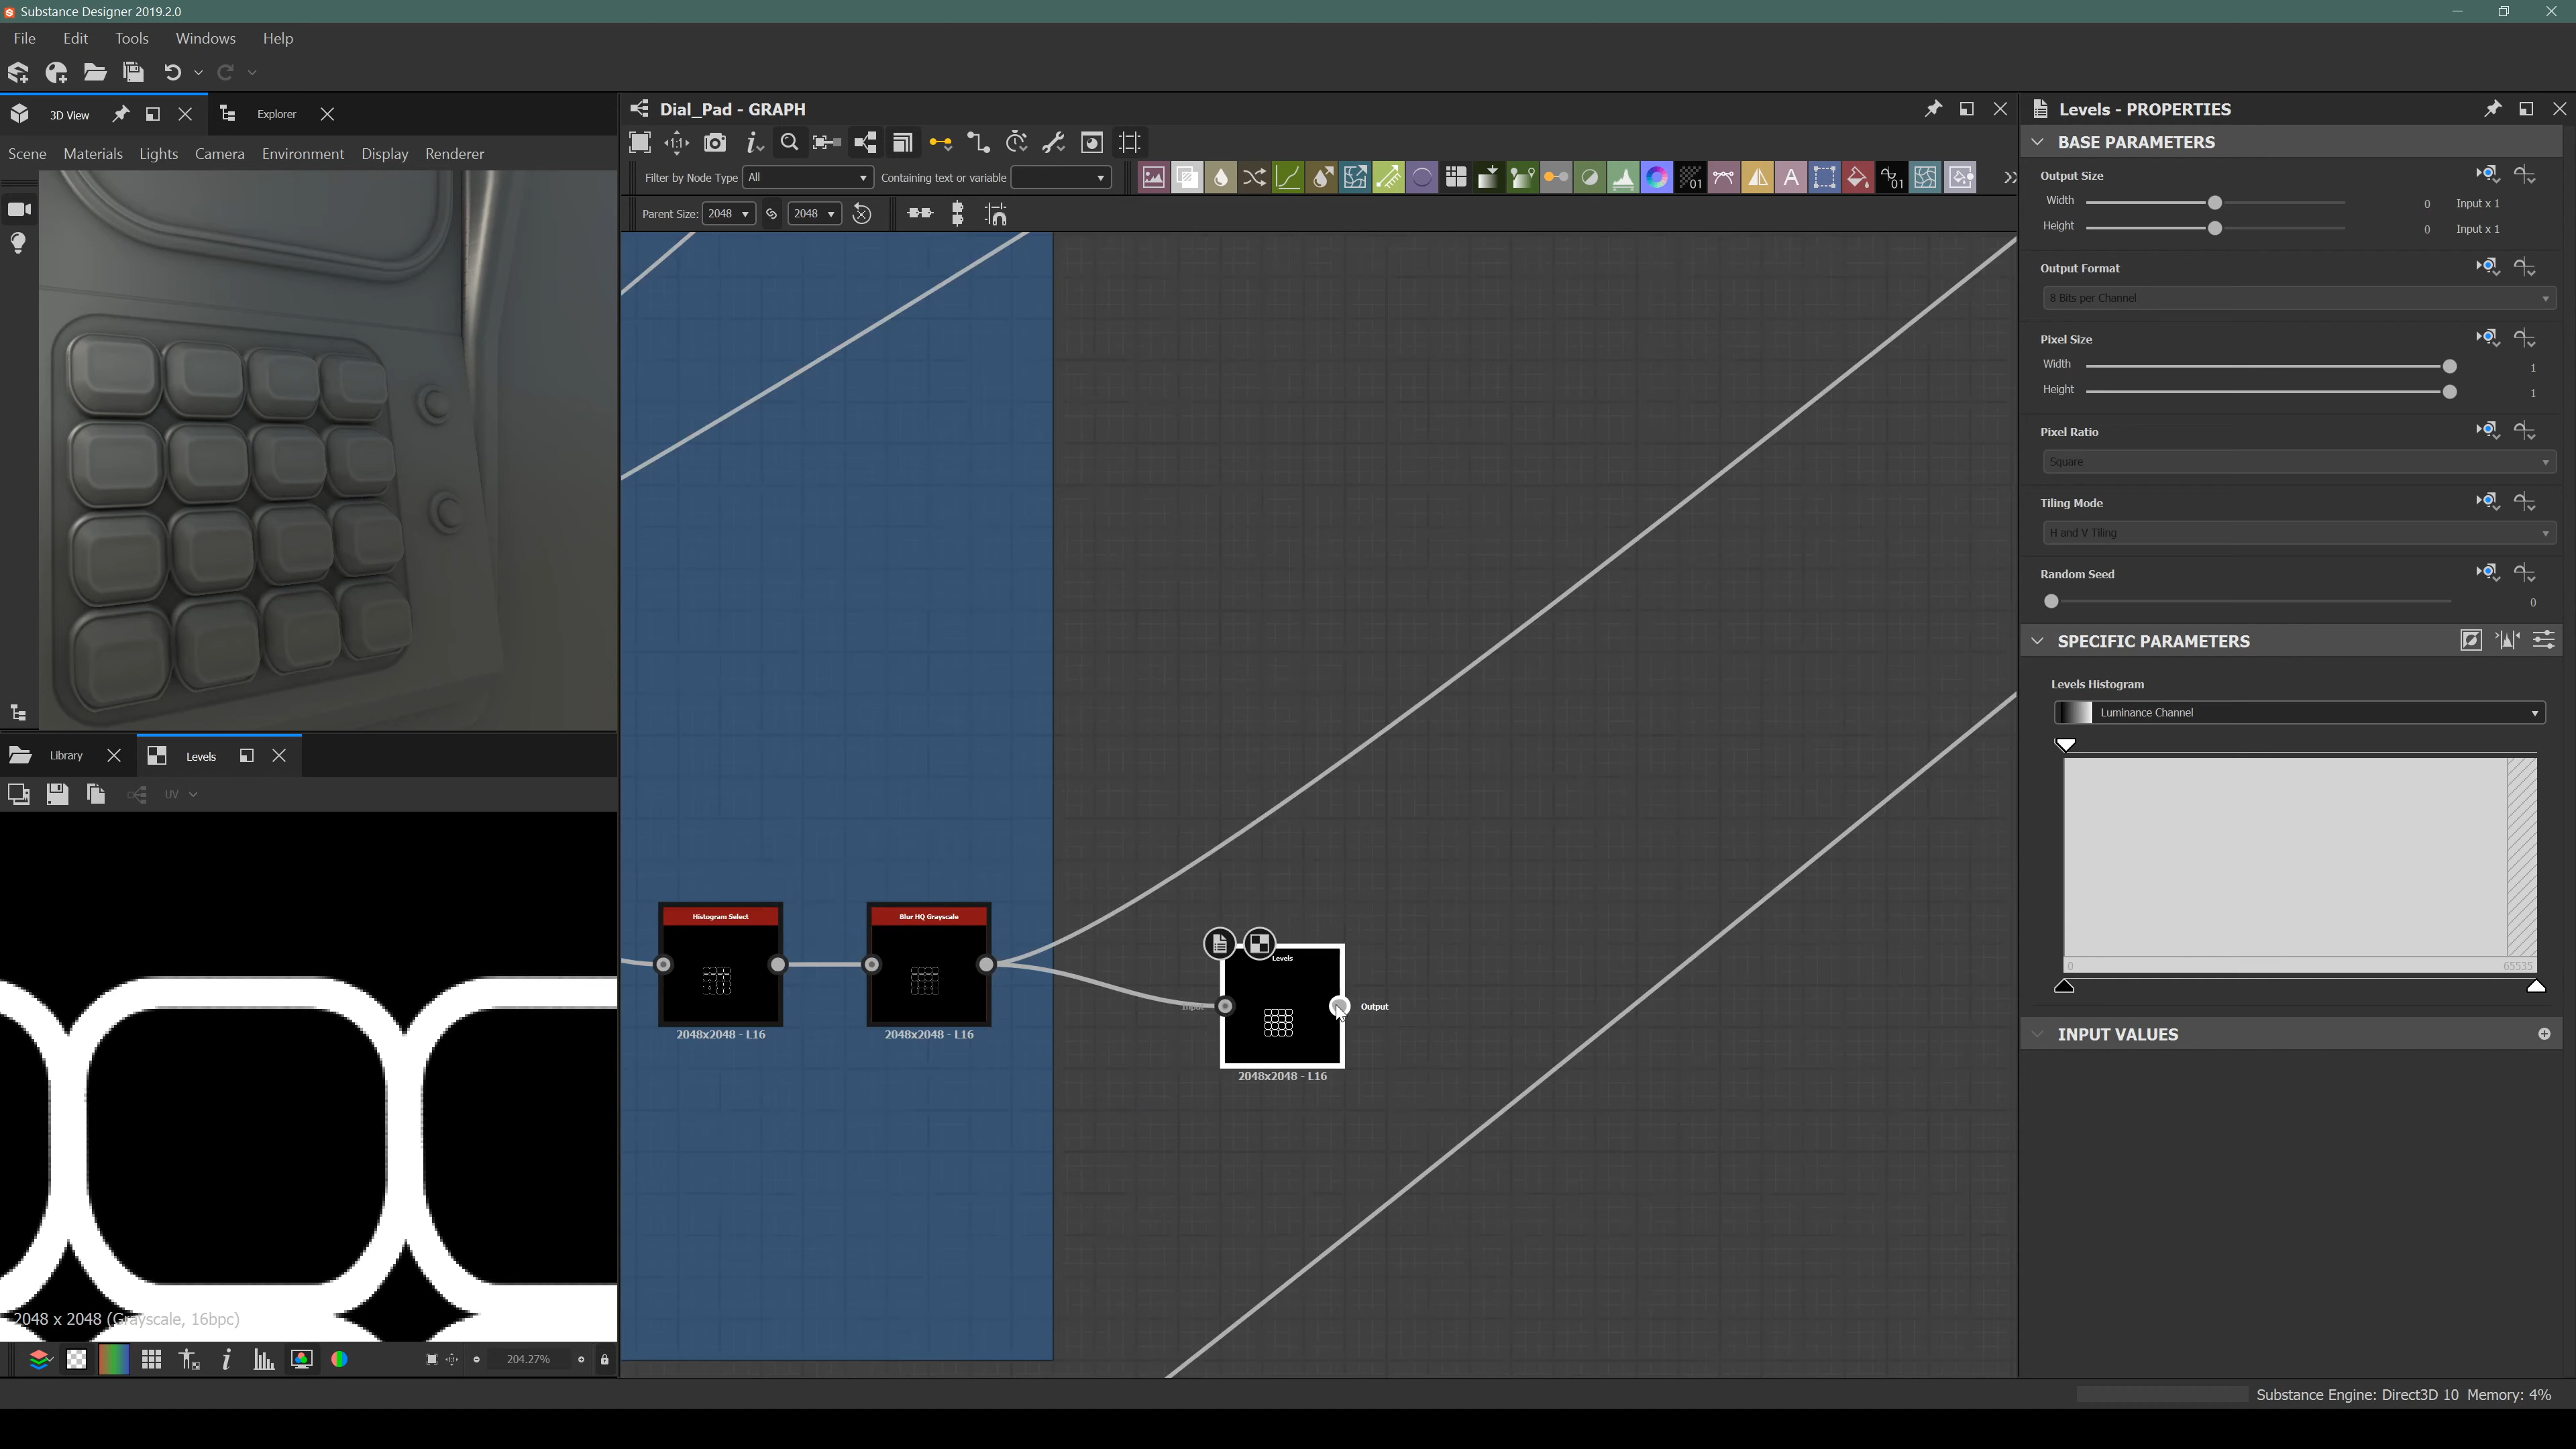 Substance Designer 2019.2.0
File Edit Tools Windows Help
3D View
Explorer
Scene Materials Lights Camera Environment Display Renderer
Library
Levels
UV
2048 x 2048 (Grayscale, 16bpc)
204.27%
Dial_Pad - GRAPH
Filter by Node Type All Containing text or variable
Parent Size: 2048 2048
Histogram Select
2048x2048 - L16
Blur HQ Grayscale
2048x2048 - L16
Levels
Input
Output
2048x2048 - L16
Levels - PROPERTIES
BASE PARAMETERS
Output Size
Width 0 Input x 1
Height 0 Input x 1
Output Format
8 Bits per Channel
Pixel Size
Width 1
Height 1
Pixel Ratio
Square
Tiling Mode
H and V Tiling
Random Seed
0
SPECIFIC PARAMETERS
Levels Histogram
Luminance Channel
0 65535
INPUT VALUES
Substance Engine: Direct3D 10 Memory: 4%